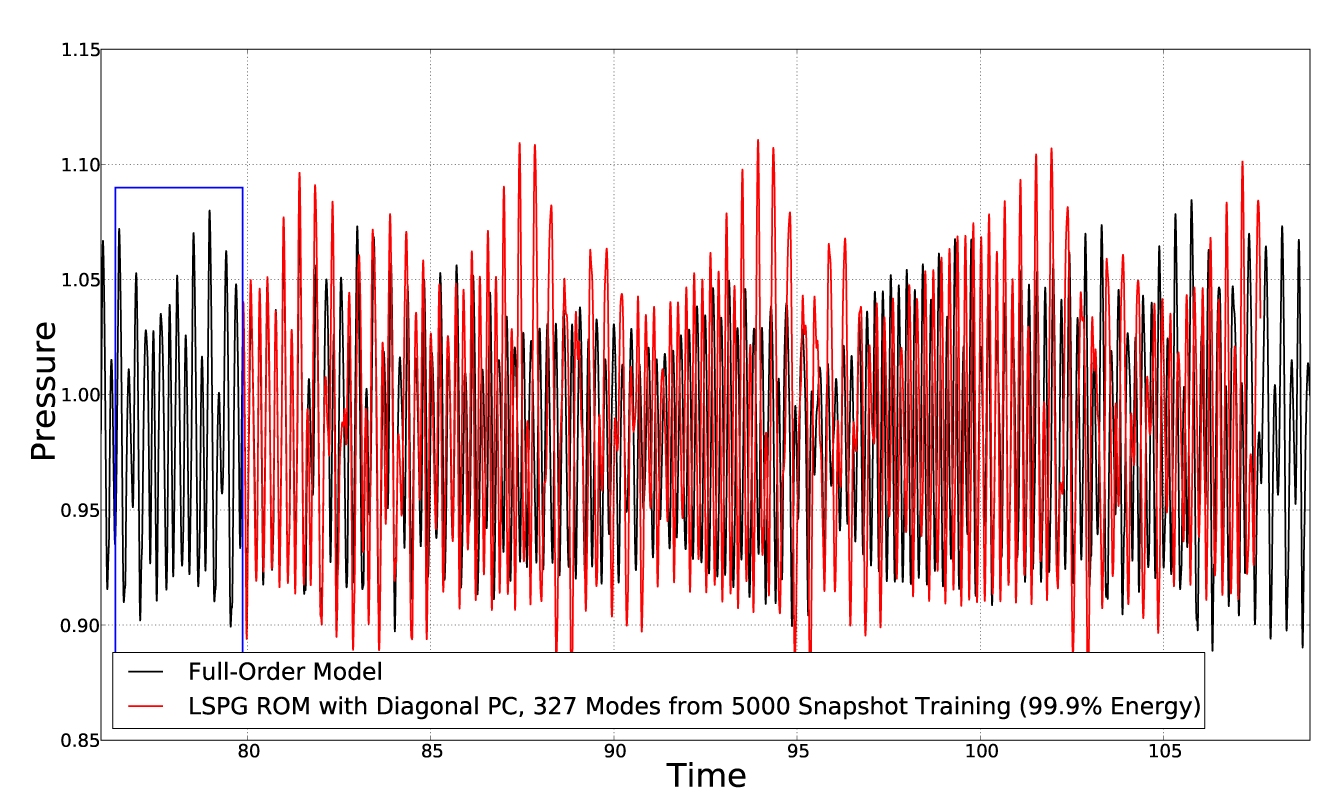 1.15
1.10
1.05
1.00
0.95
0.90
0.85
Pressure
Full-Order Model
LSPG ROM with Diagonal PC, 327 Modes from 5000 Snapshot Training (99.9% Energy)
80 85 90 95 100 105
Time